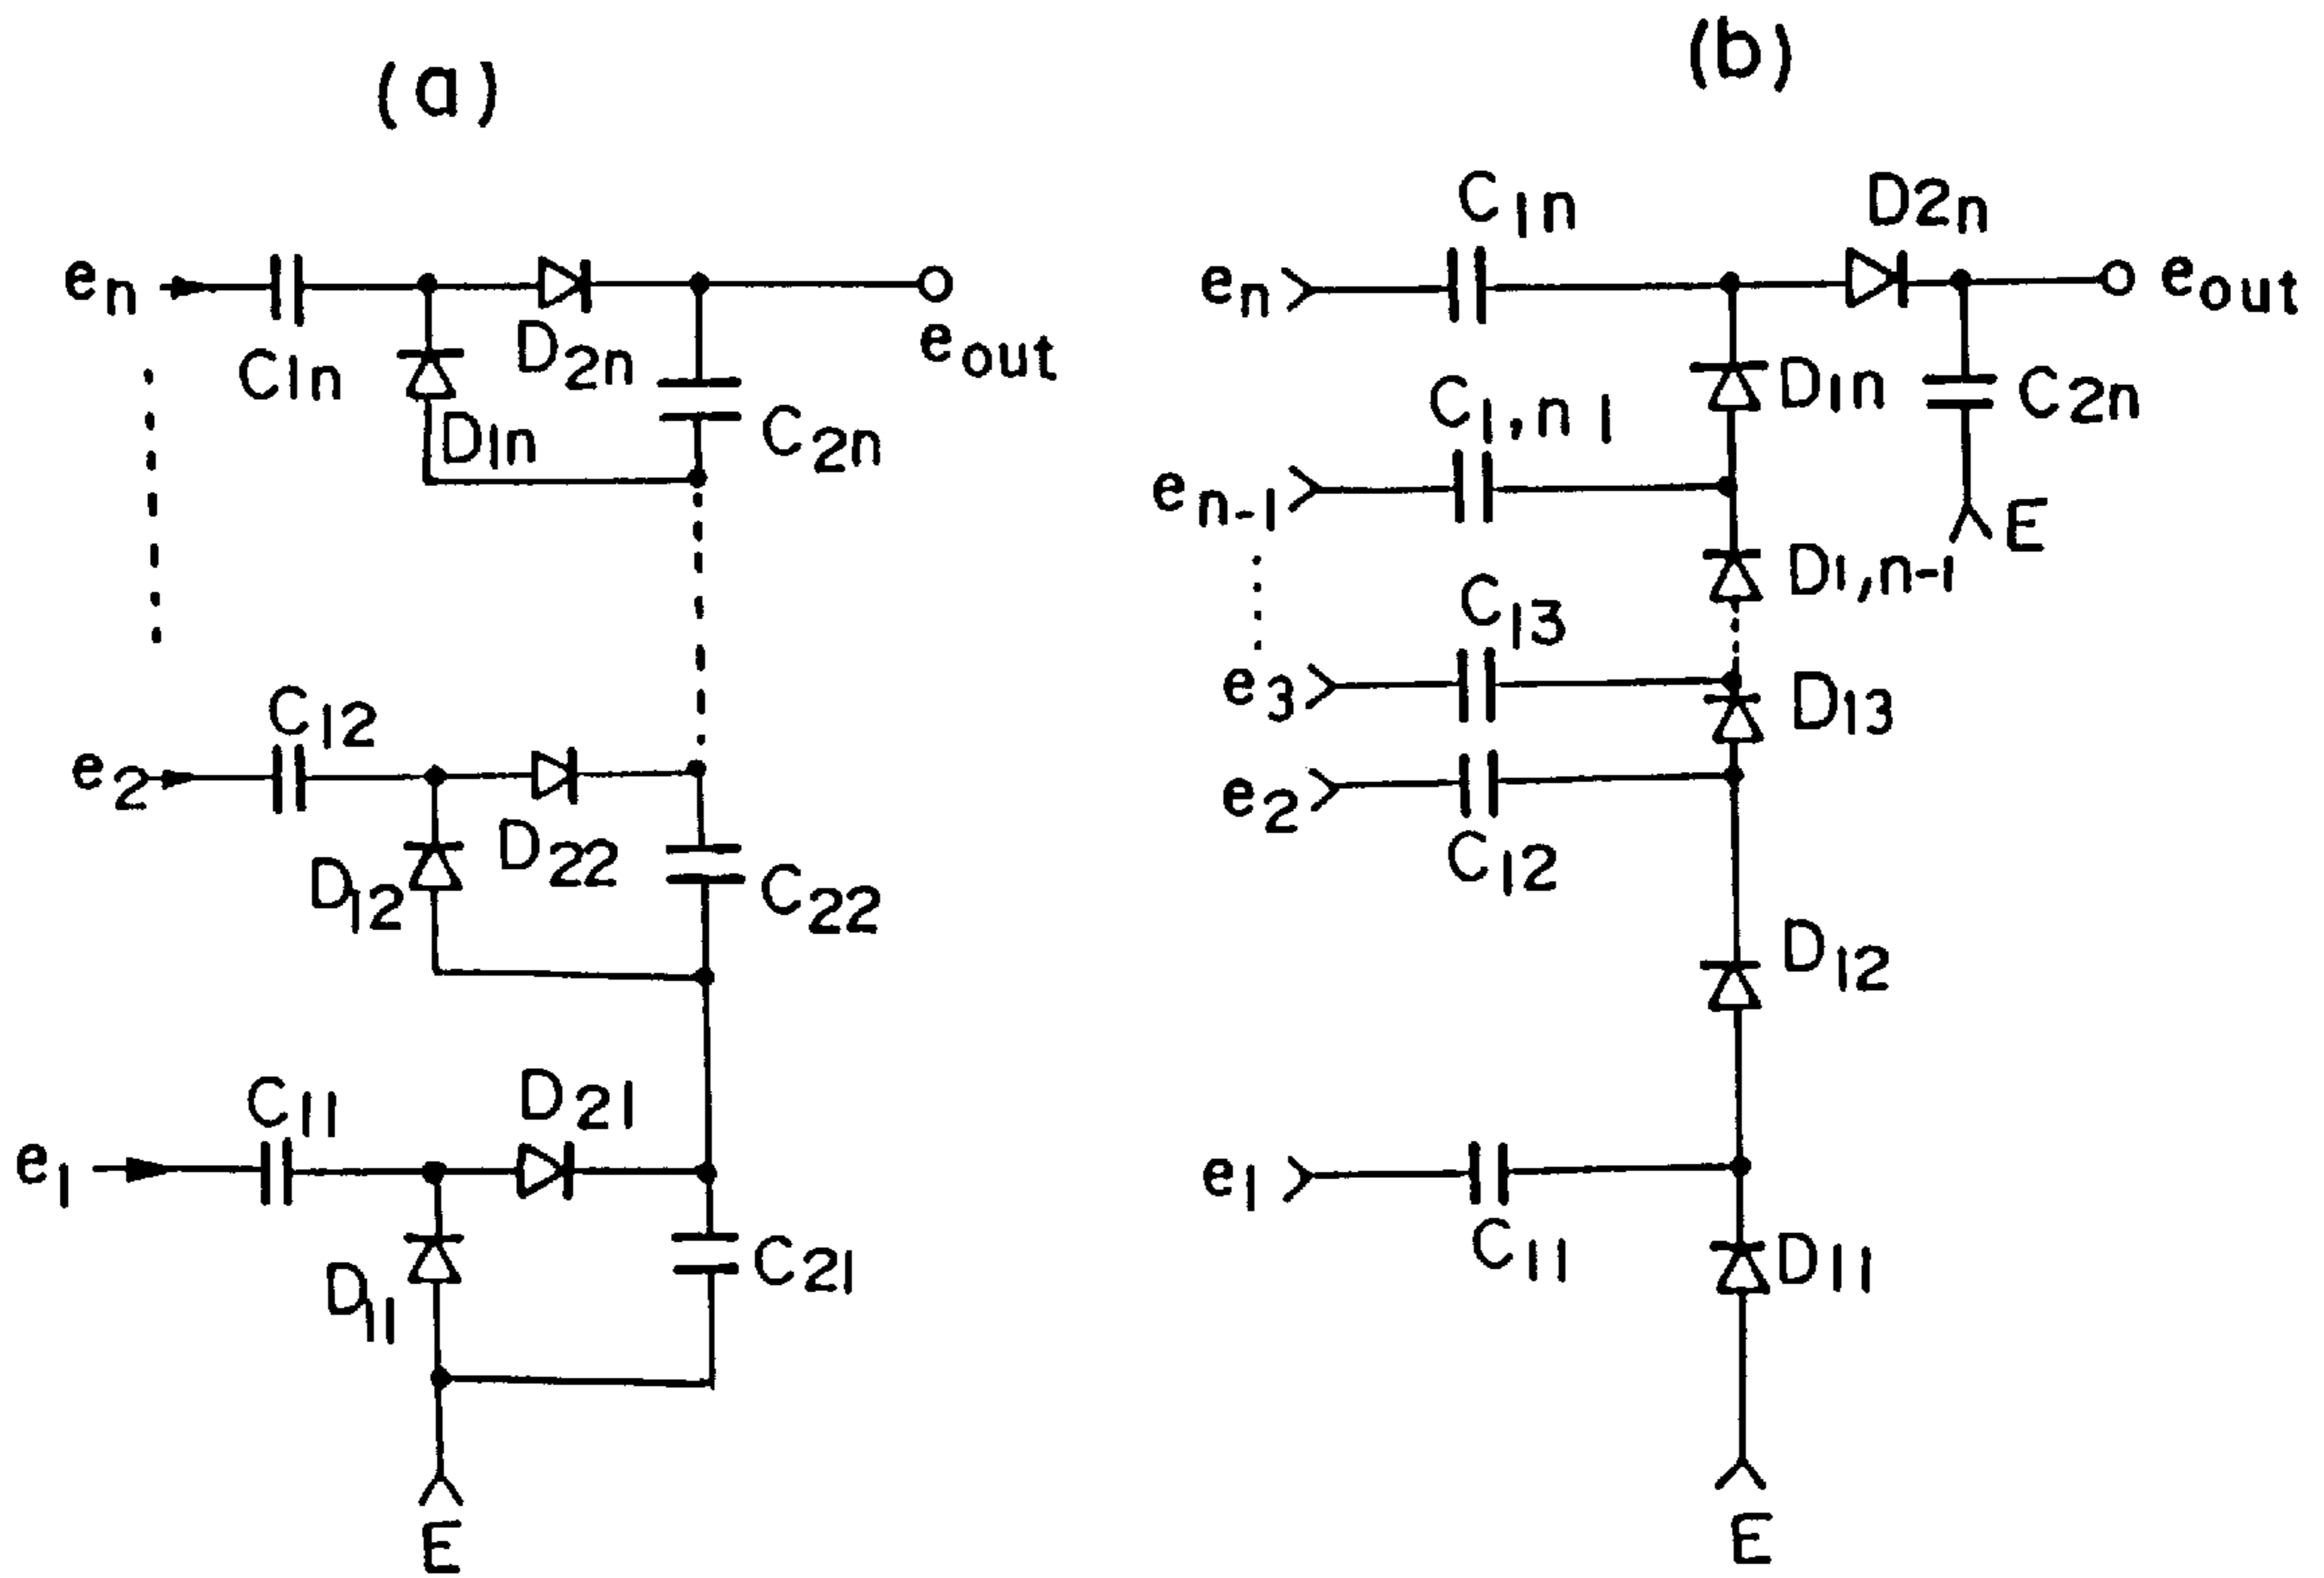 (a)
en
C1n
D2n
D1n
eout
C2n
e2
C12
D22
D12
C22
e1
C11
D21
D11
C21
E
(b)
C1n
D2n
en
eout
D1n
C2n
C1,n 1
en-1
E
D1,n-1
C13
e3
D13
e2
C12
D12
e1
C11
D11
E